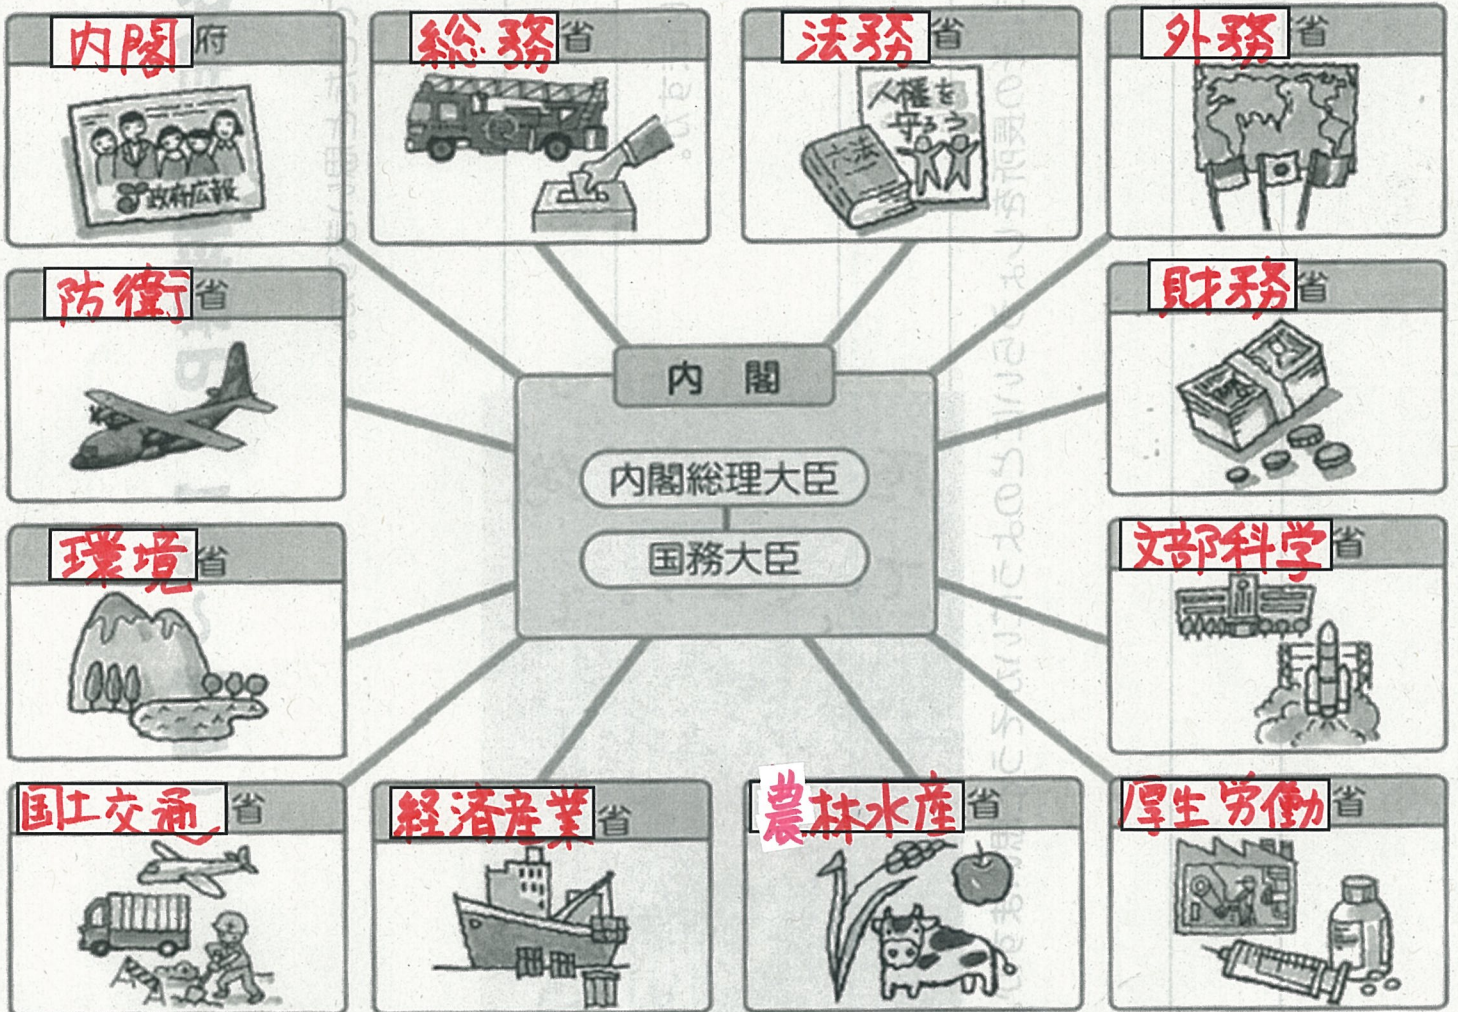 内閣府
総務省
法務省
外務省
政府広報
人権を
守ろう
六法
防衛省
財務省
内閣
内閣総理大臣
国務大臣
環境省
文部科学省
国土交通省
経済産業省
農林水産省
厚生労働省